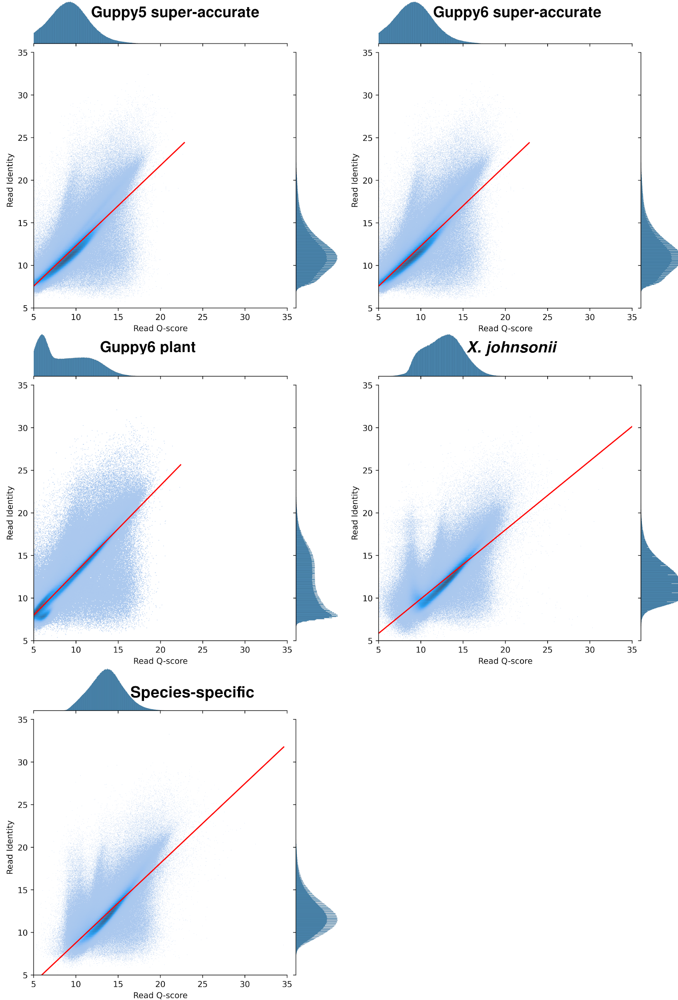 Guppy5 super-accurate
35
30
25
20
15
10
5
Read Identity
5 10 15 20 25 30 35
Read Q-score
Guppy6 super-accurate
35
30
25
20
15
10
5
Read Identity
5 10 15 20 25 30 35
Read Q-score
Guppy6 plant
35
30
25
20
15
10
5
Read Identity
5 10 15 20 25 30 35
Read Q-score
X. johnsonii
35
30
25
20
15
10
5
Read Identity
5 10 15 20 25 30 35
Read Q-score
Species-specific
35
30
25
20
15
10
5
Read Identity
5 10 15 20 25 30 35
Read Q-score